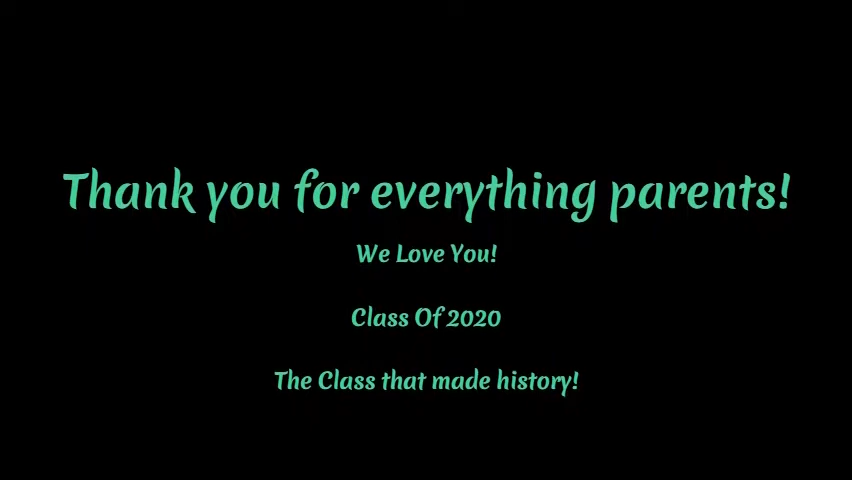 Thank you for everything parents!
We Love You!
Class Of 2020
The Class that made history!